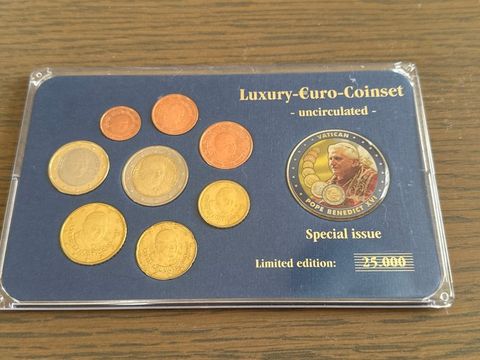 Luxury-€uro-Coinset
- uncirculated -
VATICAN
POPE BENEDICT XVI
Special issue
Limited edition: 25.000